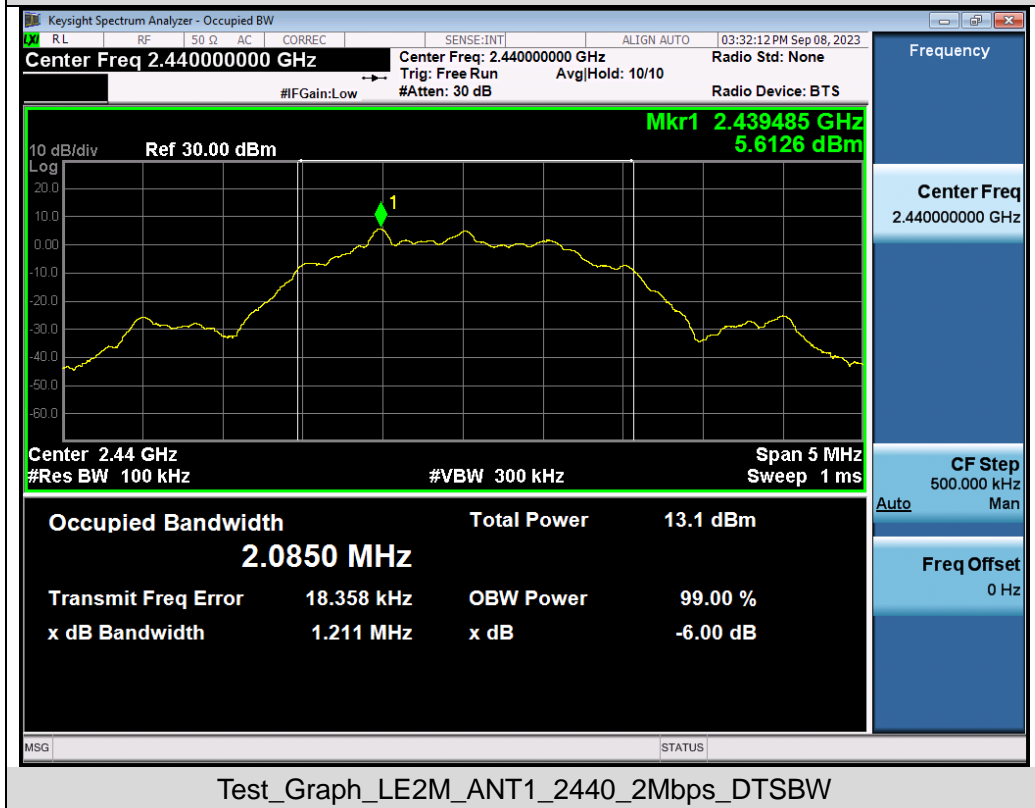 Keysight Spectrum Analyzer - Occupied BW
LXI RL RF 50 Ω AC CORREC SENSE:INT ALIGN AUTO 03:32:12 PM Sep 08, 2023
Center Freq 2.440000000 GHz
Center Freq: 2.440000000 GHz Radio Std: None
Trig: Free Run Avg|Hold: 10/10
#IFGain:Low #Atten: 30 dB Radio Device: BTS
Mkr1 2.439485 GHz
5.6126 dBm
10 dB/div Ref 30.00 dBm
Log
20.0
10.0
0.00
-10.0
-20.0
-30.0
-40.0
-50.0
-60.0
1
Center 2.44 GHz Span 5 MHz
#Res BW 100 kHz #VBW 300 kHz Sweep 1 ms
Occupied Bandwidth Total Power 13.1 dBm
2.0850 MHz
Transmit Freq Error 18.358 kHz OBW Power 99.00 %
x dB Bandwidth 1.211 MHz x dB -6.00 dB
Frequency
Center Freq
2.440000000 GHz
CF Step
500.000 kHz
Auto Man
Freq Offset
0 Hz
MSG STATUS
Test_Graph_LE2M_ANT1_2440_2Mbps_DTSBW